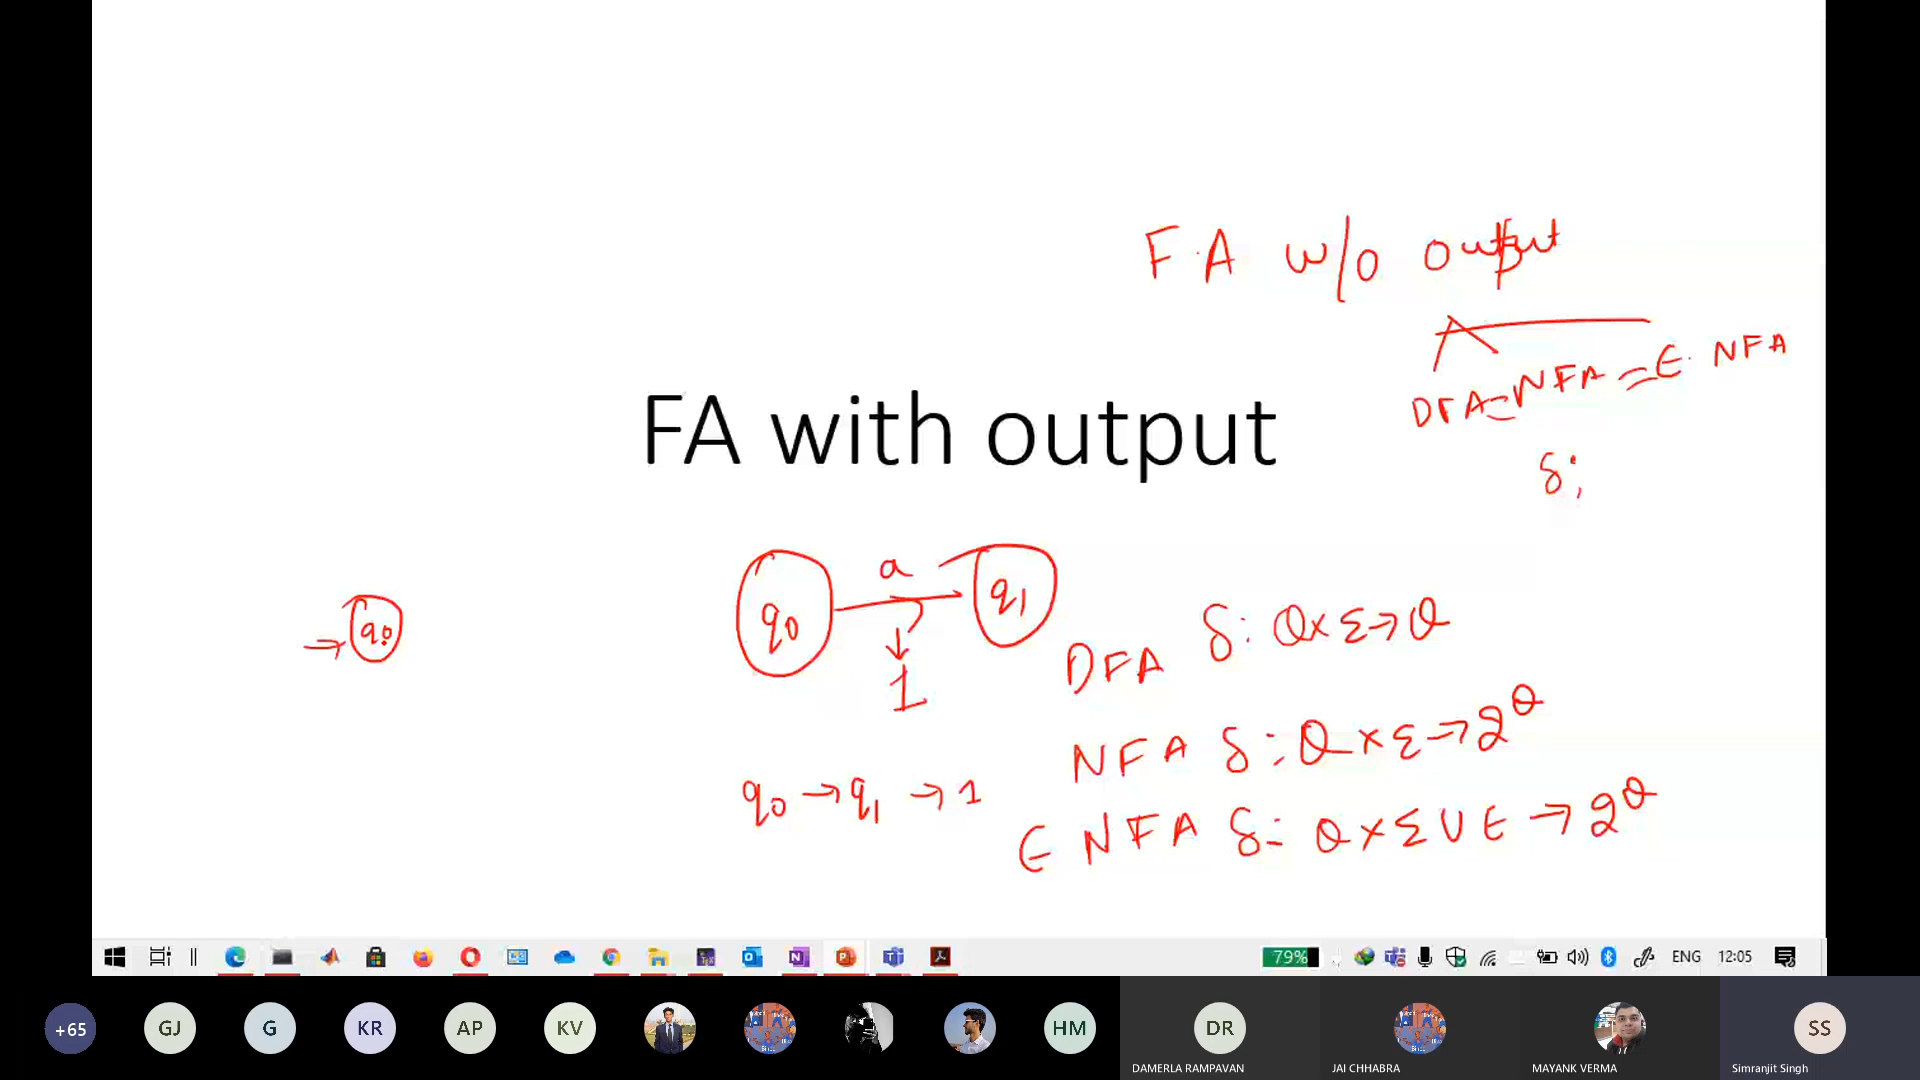 F.A w/o output
DFA = NFA = ε. NFA
δ:
FA with output
a
q0
q1
q0
1
DFA δ: Q×Σ→Q
NFA δ: Q×Σ→2^Q
q0 → q1 → 1
ε NFA δ: Q×Σ∪ε → 2^Q
79%
ENG
12:05
+65
GJ
G
KR
AP
KV
HM
DR
SS
DAMERLA RAMPAVAN
JAI CHHABRA
MAYANK VERMA
Simranjit Singh